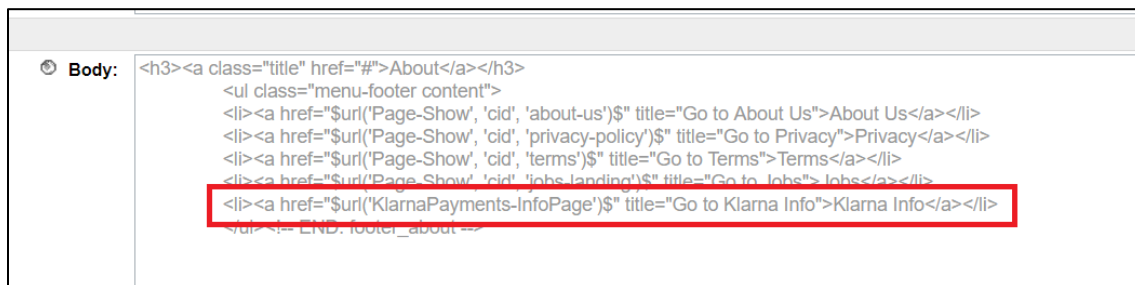 Body:
<h3><a class="title" href="#">About</a></h3>
<ul class="menu-footer content">
<li><a href="$url('Page-Show', 'cid', 'about-us')$" title="Go to About Us">About Us</a></li>
<li><a href="$url('Page-Show', 'cid', 'privacy-policy')$" title="Go to Privacy">Privacy</a></li>
<li><a href="$url('Page-Show', 'cid', 'terms')$" title="Go to Terms">Terms</a></li>
<li><a href="$url('Page-Show', 'cid', 'jobs-landing')$" title="Go to Jobs">Jobs</a></li>
<li><a href="$url('KlarnaPayments-InfoPage')$" title="Go to Klarna Info">Klarna Info</a></li>
</ul><!-- END: footer_about -->